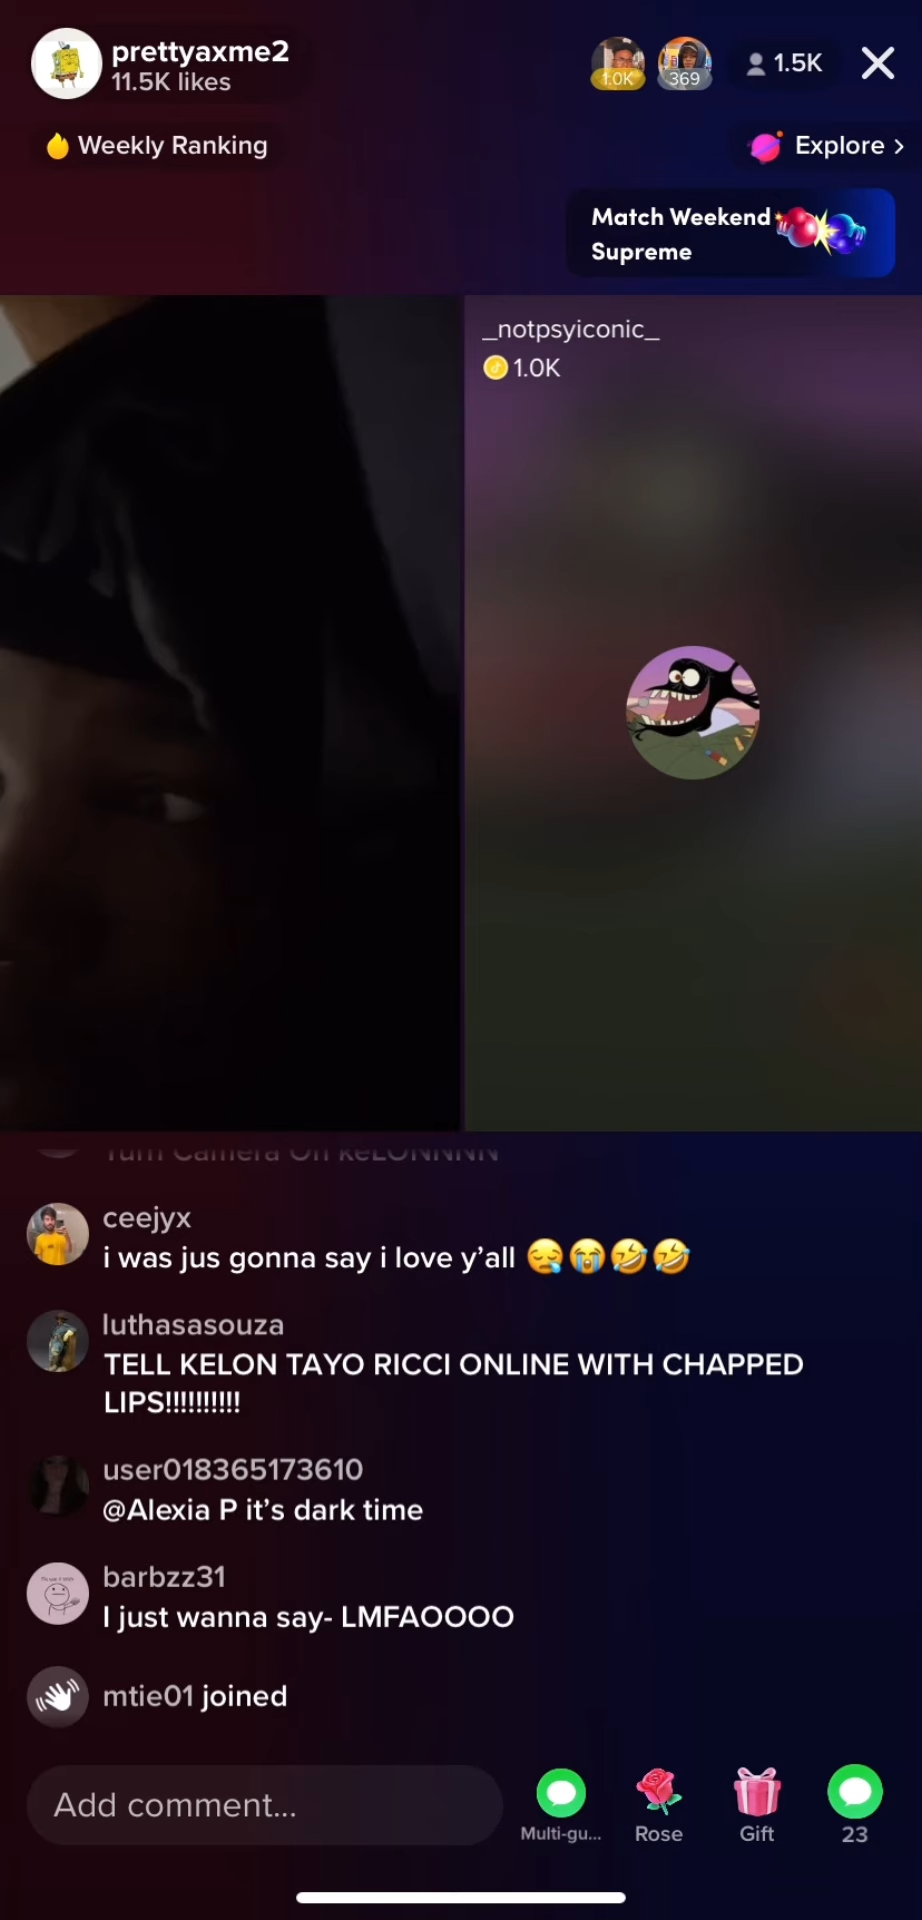 prettyaxme2
11.5K likes
1.0K
369
1.5K
Weekly Ranking
Explore >
Match Weekend
Supreme
_notpsyiconic_
1.0K
Turn Camera On keLONNNN
ceejyx
i was jus gonna say i love y’all 😪😭🤣🤣
luthasasouza
TELL KELON TAYO RICCI ONLINE WITH CHAPPED
LIPS!!!!!!!!!!
user018365173610
@Alexia P it’s dark time
barbzz31
I just wanna say- LMFAOOOO
mtie01 joined
Add comment...
Multi-gu...
Rose
Gift
23